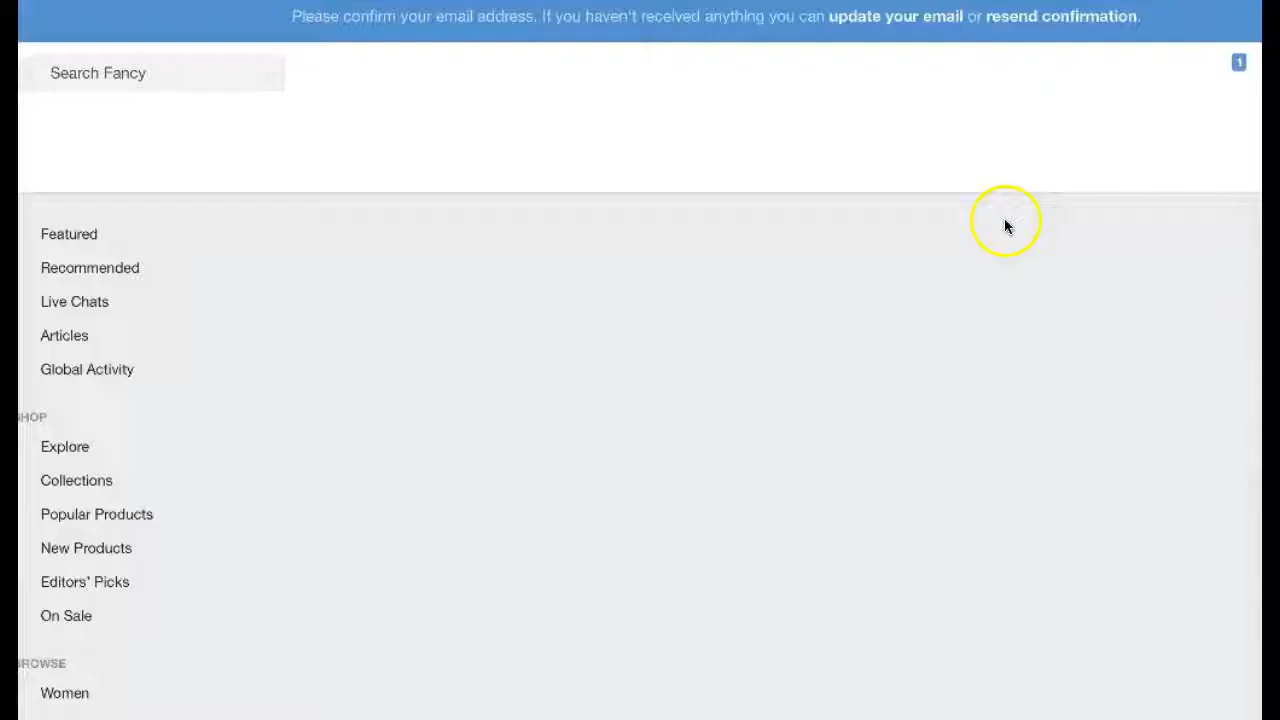 Please confirm your email address. If you haven't received anything you can update your email or resend confirmation.
Search Fancy
1
Featured
Recommended
Live Chats
Articles
Global Activity
SHOP
Explore
Collections
Popular Products
New Products
Editors' Picks
On Sale
BROWSE
Women